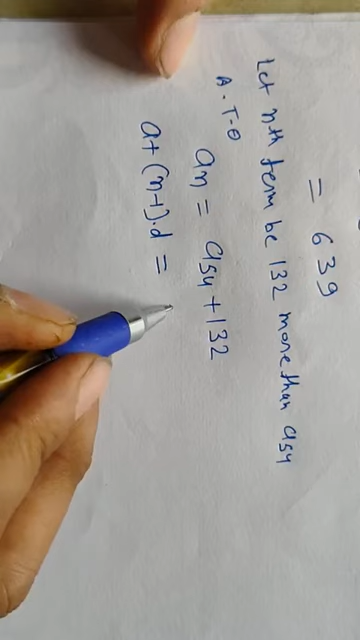 = 639
Let nth term be 132 more than a54
A.T-θ
an = a54 + 132
a+(n-1).d =